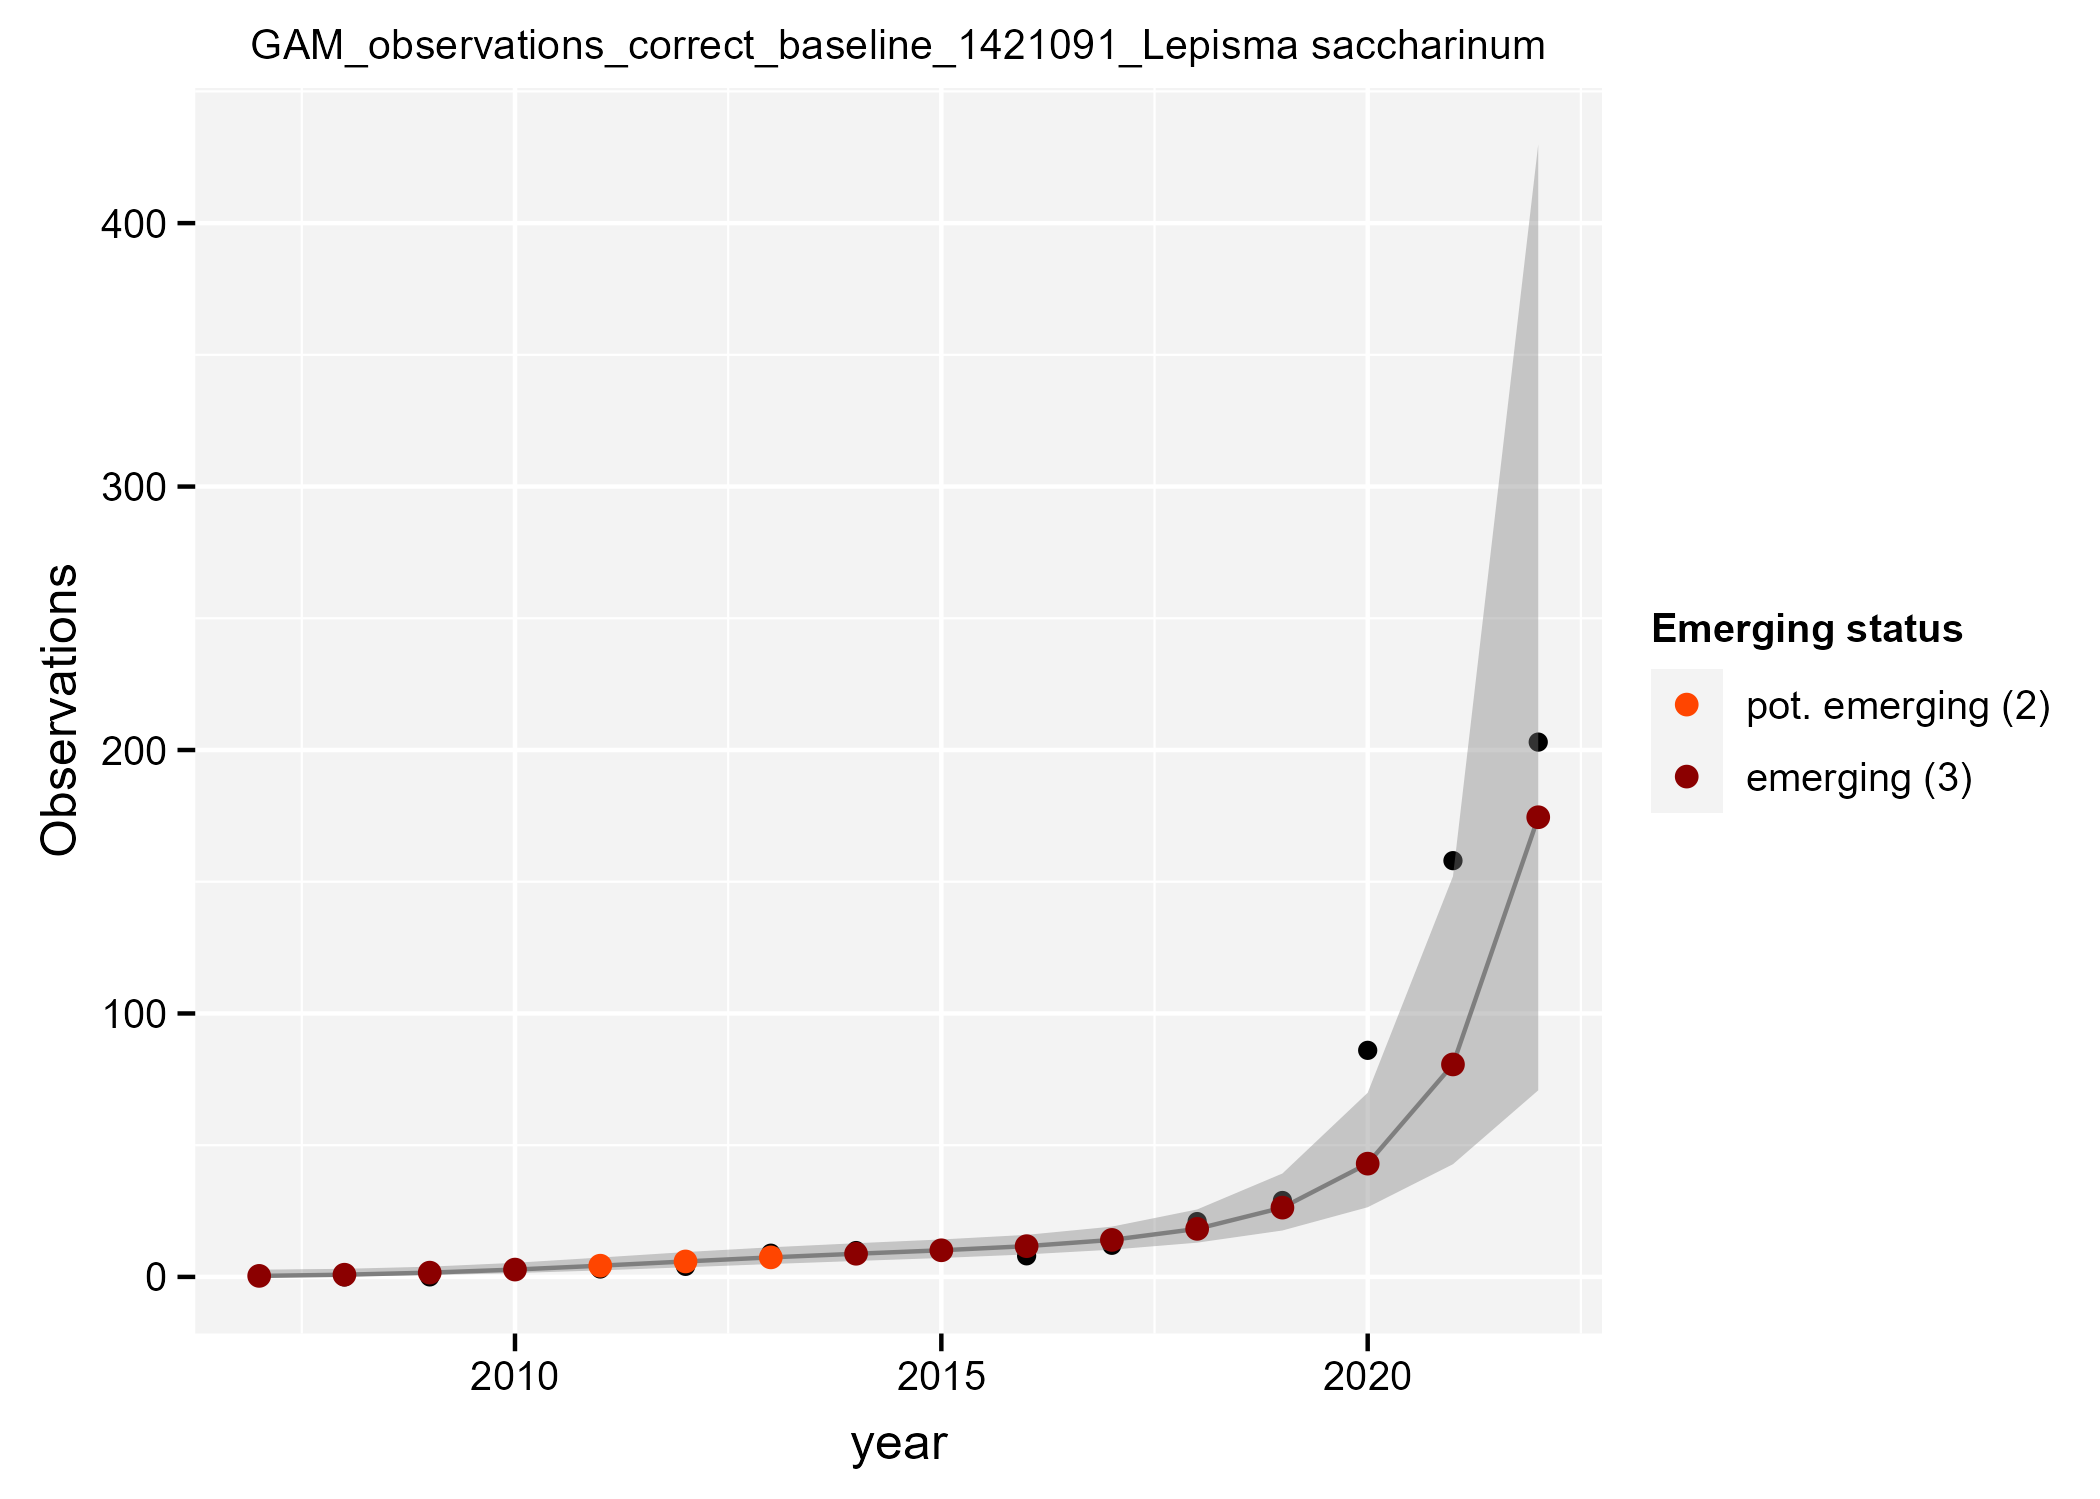 GAM_observations_correct_baseline_1421091_Lepisma saccharinum
400
300
200
100
0
Observations
2010
2015
2020
year
Emerging status
pot. emerging (2)
emerging (3)